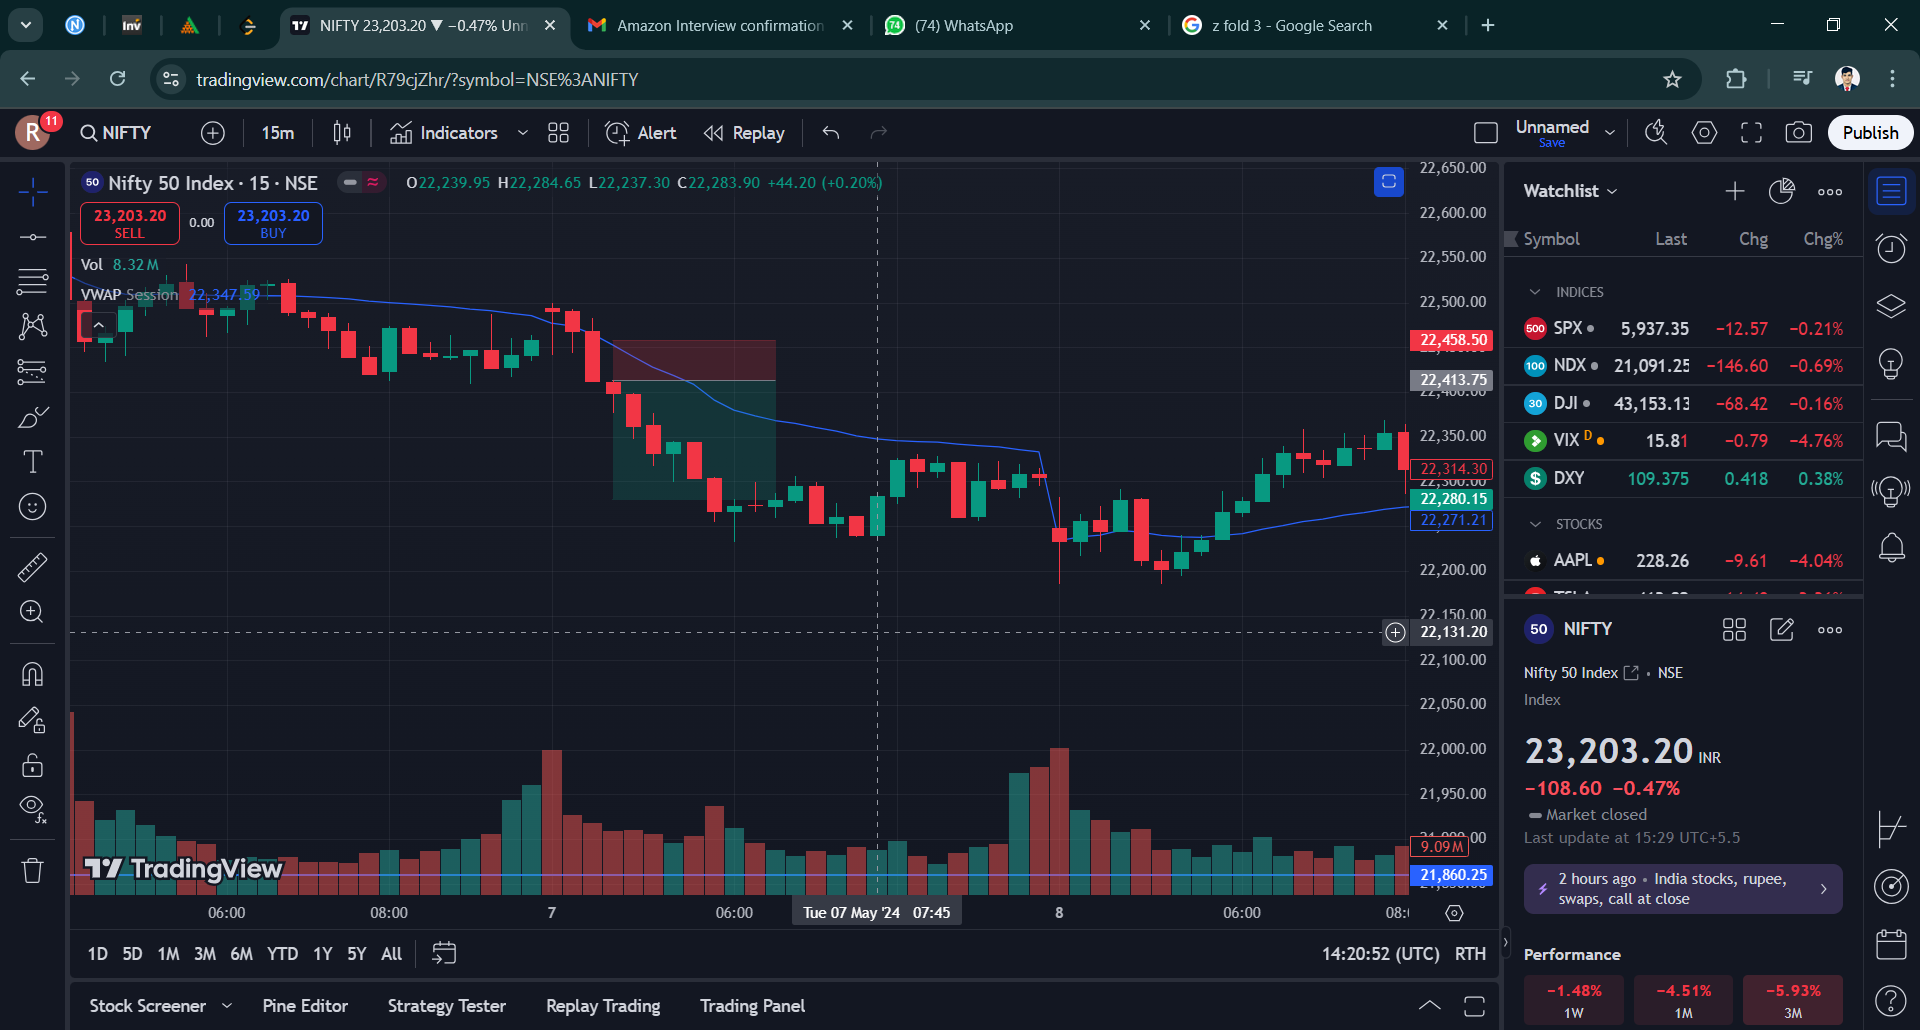 NIFTY 23,203.20 ▼ −0.47% Unn
Amazon Interview confirmation
(74) WhatsApp
z fold 3 - Google Search
tradingview.com/chart/R79cjZhr/?symbol=NSE%3ANIFTY
R
11
NIFTY
15m
Indicators
Alert
Replay
Unnamed
Save
Publish
50 Nifty 50 Index · 15 · NSE
O22,239.95 H22,284.65 L22,237.30 C22,283.90 +44.20 (+0.20%)
23,203.20
SELL
0.00
23,203.20
BUY
Vol 8.32 M
VWAP Session 22,347.59
22,650.00
22,600.00
22,550.00
22,500.00
22,458.50
22,413.75
22,400.00
22,350.00
22,314.30
22,300.00
22,280.15
22,271.21
22,200.00
22,150.00
22,131.20
22,100.00
22,050.00
22,000.00
21,950.00
9.09 M
21,860.25
TradingView
06:00
08:00
7
06:00
Tue 07 May '24 07:45
8
06:00
1D 5D 1M 3M 6M YTD 1Y 5Y All
14:20:52 (UTC) RTH
Stock Screener
Pine Editor
Strategy Tester
Replay Trading
Trading Panel
Watchlist
Symbol Last Chg Chg%
INDICES
500 SPX 5,937.35 −12.57 −0.21%
100 NDX 21,091.25 −146.60 −0.69%
30 DJI 43,153.13 −68.42 −0.16%
VIX D 15.81 −0.79 −4.76%
$ DXY 109.375 0.418 0.38%
STOCKS
AAPL 228.26 −9.61 −4.04%
50 NIFTY
Nifty 50 Index • NSE
Index
23,203.20 INR
−108.60 −0.47%
Market closed
Last update at 15:29 UTC+5.5
2 hours ago • India stocks, rupee,
swaps, call at close
Performance
−1.48%
1W
−4.51%
1M
−5.93%
3M